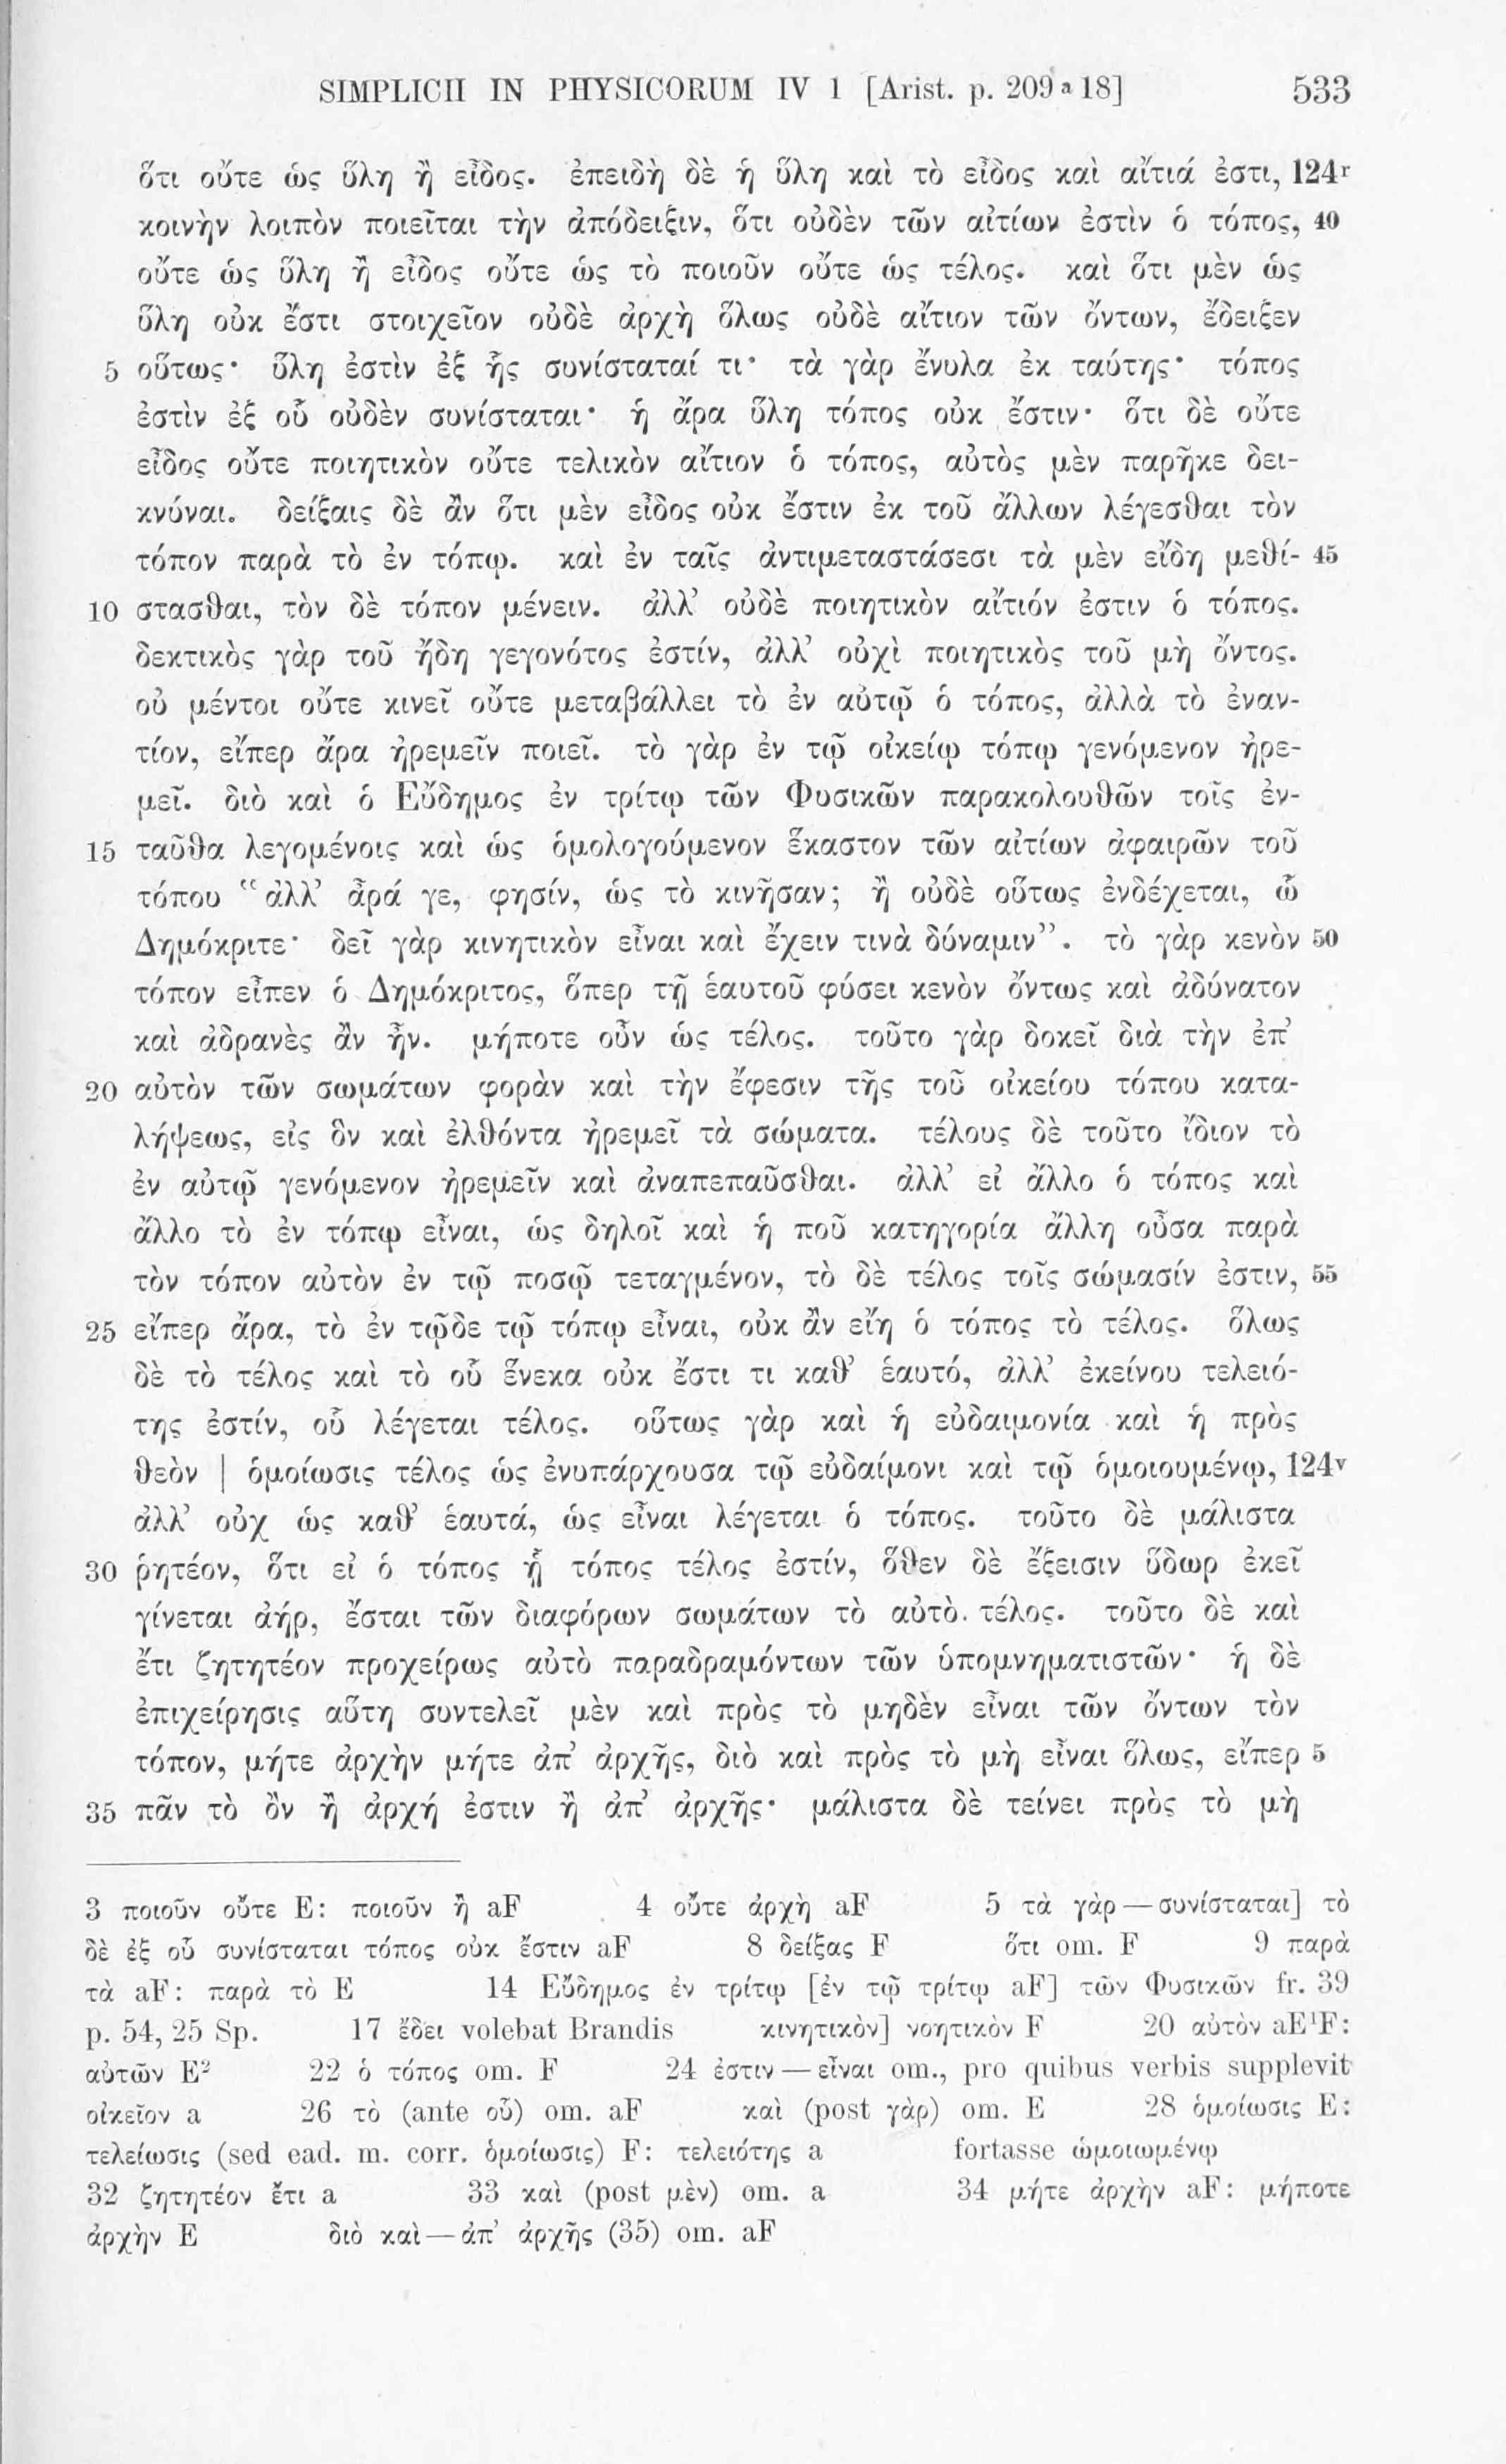 SIMPLICII IN PHYSICORUM IV 1 [Arist. p. 209 a 18] 533
ὅτι οὔτε ὡς ὕλη ἢ εἶδος. ἐπειδὴ δὲ ἡ ὕλη καὶ τὸ εἶδος καὶ αἴτιά ἐστι, 124r
κοινὴν λοιπὸν ποιεῖται τὴν ἀπόδειξιν, ὅτι οὐδὲν τῶν αἰτίων ἐστὶν ὁ τόπος, 40
οὔτε ὡς ὕλη ἢ εἶδος οὔτε ὡς τὸ ποιοῦν οὔτε ὡς τέλος. καὶ ὅτι μὲν ὡς
ὕλη οὐκ ἔστι στοιχεῖον οὐδὲ ἀρχὴ ὅλως οὐδὲ αἴτιον τῶν ὄντων, ἔδειξεν
5 οὕτως· ὕλη ἐστὶν ἐξ ἧς συνίσταταί τι· τὰ γὰρ ἔνυλα ἐκ ταύτης· τόπος
ἐστὶν ἐξ οὗ οὐδὲν συνίσταται· ἡ ἄρα ὕλη τόπος οὐκ ἔστιν· ὅτι δὲ οὔτε
εἶδος οὔτε ποιητικὸν οὔτε τελικὸν αἴτιον ὁ τόπος, αὐτὸς μὲν παρῆκε δει-
κνύναι. δείξαις δὲ ἂν ὅτι μὲν εἶδος οὐκ ἔστιν ἐκ τοῦ ἄλλων λέγεσθαι τὸν
τόπον παρὰ τὸ ἐν τόπῳ. καὶ ἐν ταῖς ἀντιμεταστάσεσι τὰ μὲν εἴδη μεθί- 45
10 στασθαι, τὸν δὲ τόπον μένειν. ἀλλ’ οὐδὲ ποιητικὸν αἴτιόν ἐστιν ὁ τόπος.
δεκτικὸς γὰρ τοῦ ἤδη γεγονότος ἐστίν, ἀλλ’ οὐχὶ ποιητικὸς τοῦ μὴ ὄντος.
οὐ μέντοι οὔτε κινεῖ οὔτε μεταβάλλει τὸ ἐν αὐτῷ ὁ τόπος, ἀλλὰ τὸ ἐναν-
τίον, εἴπερ ἄρα ἠρεμεῖν ποιεῖ. τὸ γὰρ ἐν τῷ οἰκείῳ τόπῳ γενόμενον ἠρε-
μεῖ. διὸ καὶ ὁ Εὔδημος ἐν τρίτῳ τῶν Φυσικῶν παρακολουθῶν τοῖς ἐν-
15 ταῦθα λεγομένοις καὶ ὡς ὁμολογούμενον ἕκαστον τῶν αἰτίων ἀφαιρῶν τοῦ
τόπου “ἀλλ’ ἆρά γε, φησίν, ὡς τὸ κινῆσαν; ἢ οὐδὲ οὕτως ἐνδέχεται, ὦ
Δημόκριτε· δεῖ γὰρ κινητικὸν εἶναι καὶ ἔχειν τινὰ δύναμιν”. τὸ γὰρ κενὸν 50
τόπον εἶπεν ὁ Δημόκριτος, ὅπερ τῇ ἑαυτοῦ φύσει κενὸν ὄντως καὶ ἀδύνατον
καὶ ἀδρανὲς ἂν ἦν. μήποτε οὖν ὡς τέλος. τοῦτο γὰρ δοκεῖ διὰ τὴν ἐπ’
20 αὐτὸν τῶν σωμάτων φορὰν καὶ τὴν ἔφεσιν τῆς τοῦ οἰκείου τόπου κατα-
λήψεως, εἰς ὃν καὶ ἐλθόντα ἠρεμεῖ τὰ σώματα. τέλους δὲ τοῦτο ἴδιον τὸ
ἐν αὐτῷ γενόμενον ἠρεμεῖν καὶ ἀναπεπαῦσθαι. ἀλλ’ εἰ ἄλλο ὁ τόπος καὶ
ἄλλο τὸ ἐν τόπῳ εἶναι, ὡς δηλοῖ καὶ ἡ ποῦ κατηγορία ἄλλη οὖσα παρὰ
τὸν τόπον αὐτὸν ἐν τῷ ποσῷ τεταγμένον, τὸ δὲ τέλος τοῖς σώμασίν ἐστιν, 55
25 εἴπερ ἄρα, τὸ ἐν τῷδε τῷ τόπῳ εἶναι, οὐκ ἂν εἴη ὁ τόπος τὸ τέλος. ὅλως
δὲ τὸ τέλος καὶ τὸ οὗ ἕνεκα οὐκ ἔστι τι καθ’ ἑαυτό, ἀλλ’ ἐκείνου τελειό-
της ἐστίν, οὗ λέγεται τέλος. οὕτως γὰρ καὶ ἡ εὐδαιμονία καὶ ἡ πρὸς
θεὸν | ὁμοίωσις τέλος ὡς ἐνυπάρχουσα τῷ εὐδαίμονι καὶ τῷ ὁμοιουμένῳ, 124v
ἀλλ’ οὐχ ὡς καθ’ ἑαυτά, ὡς εἶναι λέγεται ὁ τόπος. τοῦτο δὲ μάλιστα
30 ῥητέον, ὅτι εἰ ὁ τόπος ᾗ τόπος τέλος ἐστίν, ὅθεν δὲ ἔξεισιν ὕδωρ ἐκεῖ
γίνεται ἀήρ, ἔσται τῶν διαφόρων σωμάτων τὸ αὐτὸ τέλος. τοῦτο δὲ καὶ
ἔτι ζητητέον προχείρως αὐτὸ παραδραμόντων τῶν ὑπομνηματιστῶν· ἡ δὲ
ἐπιχείρησις αὕτη συντελεῖ μὲν καὶ πρὸς τὸ μηδὲν εἶναι τῶν ὄντων τὸν
τόπον, μήτε ἀρχὴν μήτε ἀπ’ ἀρχῆς, διὸ καὶ πρὸς τὸ μὴ εἶναι ὅλως, εἴπερ 5
35 πᾶν τὸ ὂν ἢ ἀρχή ἐστιν ἢ ἀπ’ ἀρχῆς· μάλιστα δὲ τείνει πρὸς τὸ μὴ
3 ποιοῦν οὔτε E: ποιοῦν ἢ aF 4 οὔτε ἀρχὴ aF 5 τὰ γὰρ — συνίσταται] τὸ
δὲ ἐξ οὗ συνίσταται τόπος οὐκ ἔστιν aF 8 δείξας F ὅτι om. F 9 παρὰ
τὰ aF: παρὰ τὸ E 14 Εὔδημος ἐν τρίτῳ [ἐν τῷ τρίτῳ aF] τῶν Φυσικῶν fr. 39
p. 54, 25 Sp. 17 ἔδει volebat Brandis κινητικὸν] νοητικὸν F 20 αὐτὸν aE¹F:
αὐτῶν E² 22 ὁ τόπος om. F 24 ἐστιν — εἶναι om., pro quibus verbis supplevit
οἰκεῖον a 26 τὸ (ante οὗ) om. aF καὶ (post γὰρ) om. E 28 ὁμοίωσις E:
τελείωσις (sed ead. m. corr. ὁμοίωσις) F: τελειότης a fortasse ὡμοιωμένῳ
32 ζητητέον ἔτι a 33 καὶ (post μὲν) om. a 34 μήτε ἀρχὴν aF: μήποτε
ἀρχὴν E διὸ καὶ — ἀπ’ ἀρχῆς (35) om. aF